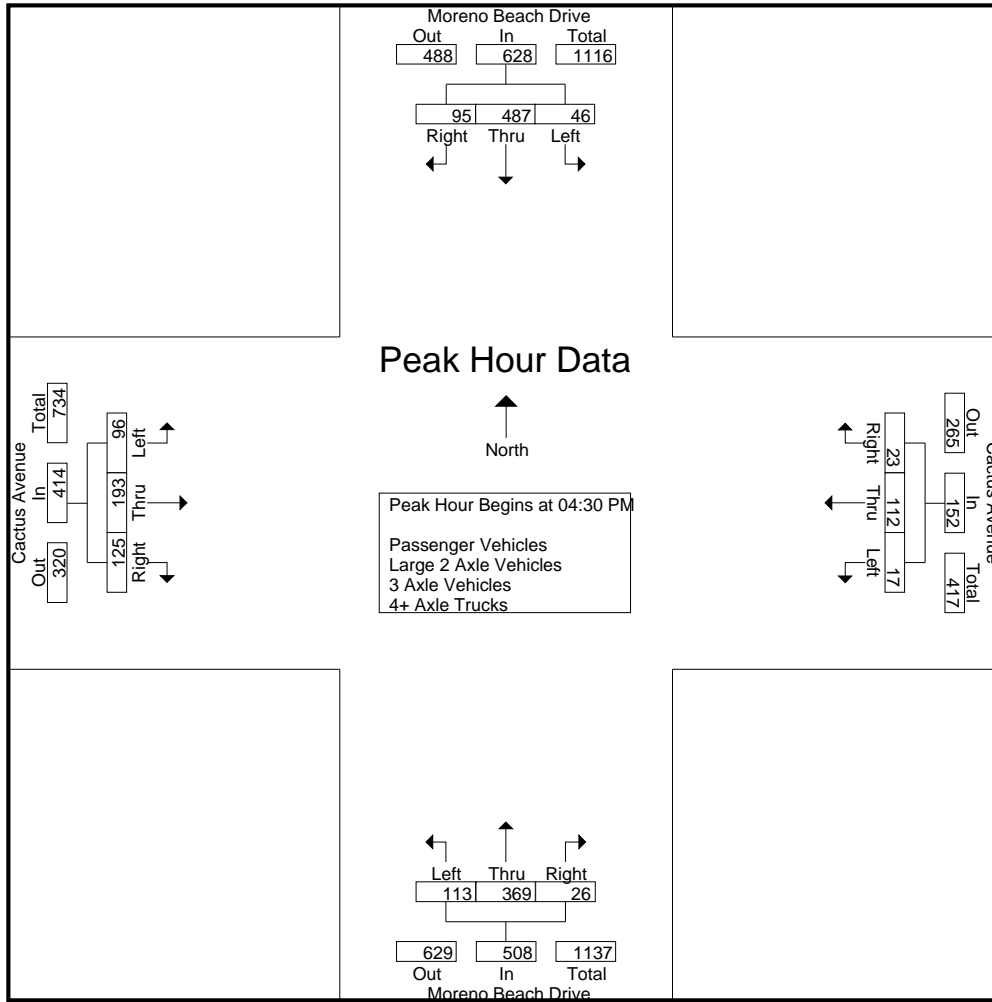 Moreno Beach Drive
Out In Total
488 628 1116
95 487 46
Right Thru Left
Peak Hour Data
North
Peak Hour Begins at 04:30 PM
Passenger Vehicles
Large 2 Axle Vehicles
3 Axle Vehicles
4+ Axle Trucks
Cactus Avenue
Out In Total
320 414 734
Right Thru Left
125 193 96
Cactus Avenue
Out In Total
265 152 417
Right Thru Left
23 112 17
Left Thru Right
113 369 26
629 508 1137
Out In Total
Moreno Beach Drive